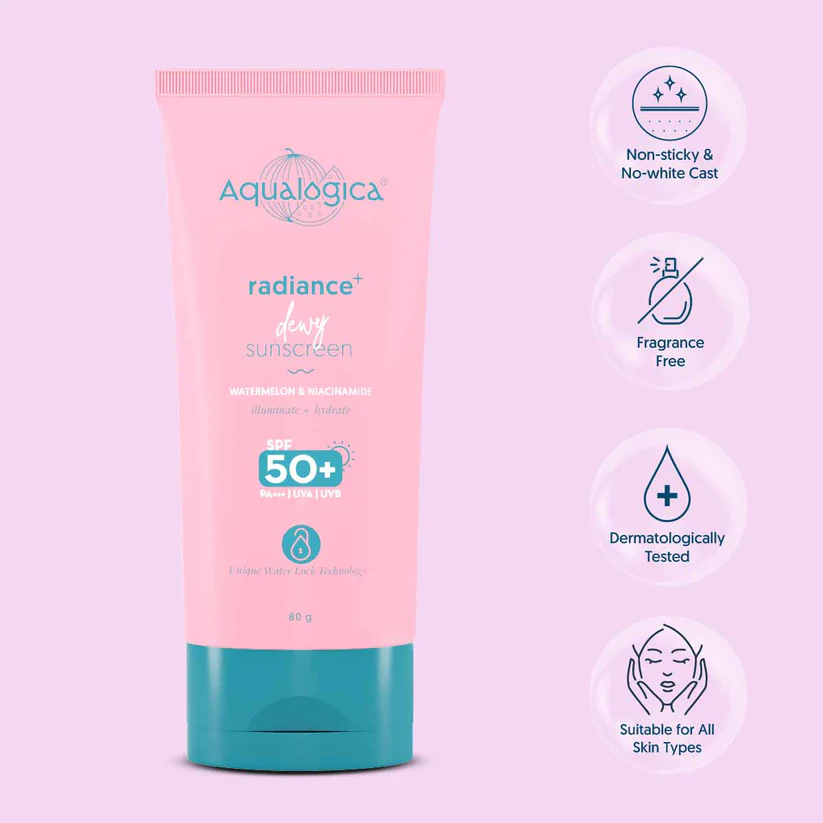 Aqualogica®
radiance+
dewy
sunscreen
WATERMELON & NIACINAMIDE
illuminate + hydrate
SPF
50+
PA+++ | UVA | UVB
Unique Water Lock Technology
80 g
Non-sticky &
No-white Cast
Fragrance
Free
Dermatologically
Tested
Suitable for All
Skin Types